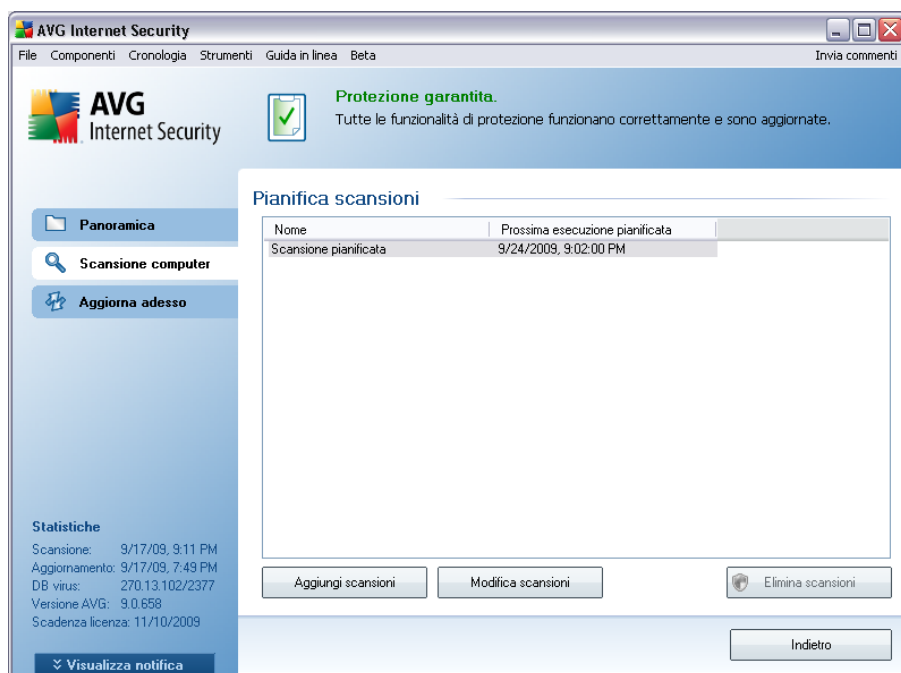 AVG Internet Security
File Componenti Cronologia Strumenti Guida in linea Beta Invia commenti
AVG
Internet Security
Protezione garantita.
Tutte le funzionalità di protezione funzionano correttamente e sono aggiornate.
Panoramica
Scansione computer
Aggiorna adesso
Pianifica scansioni
Nome Prossima esecuzione pianificata
Scansione pianificata 9/24/2009, 9:02:00 PM
Statistiche
Scansione: 9/17/09, 9:11 PM
Aggiornamento: 9/17/09, 7:49 PM
DB virus: 270.13.102/2377
Versione AVG: 9.0.658
Scadenza licenza: 11/10/2009
Visualizza notifica
Aggiungi scansioni Modifica scansioni Elimina scansioni
Indietro